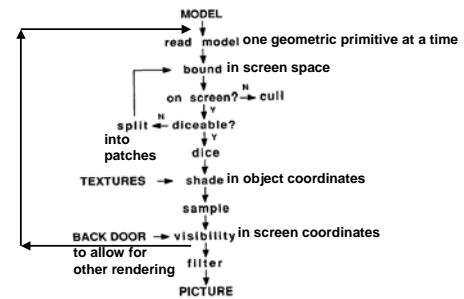 MODEL
read model one geometric primitive at a time
bound in screen space
on screen? N cull
Y
split N diceable?
into
patches
Y
dice
TEXTURES shade in object coordinates
sample
BACK DOOR visibility in screen coordinates
to allow for
other rendering
filter
PICTURE